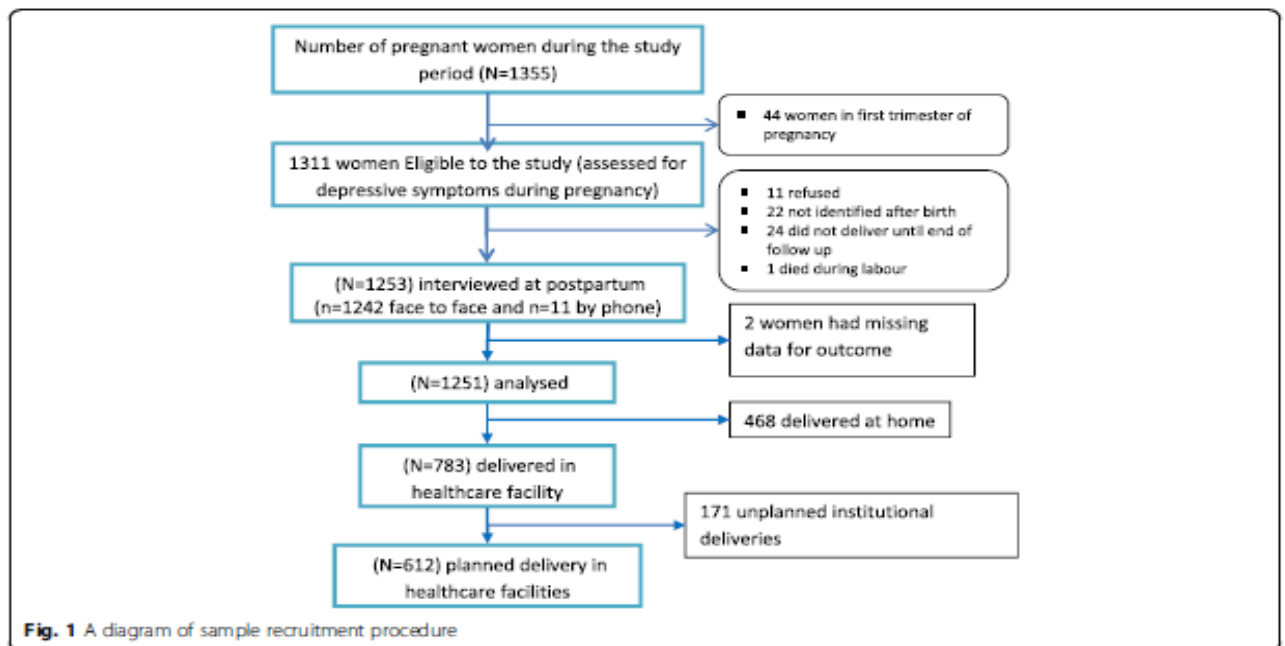 Number of pregnant women during the study
period (N=1355)
▪ 44 women in first trimester of
pregnancy
1311 women Eligible to the study (assessed for
depressive symptoms during pregnancy)
▪ 11 refused
▪ 22 not identified after birth
▪ 24 did not deliver until end of
follow up
▪ 1 died during labour
(N=1253) interviewed at postpartum
(n=1242 face to face and n=11 by phone)
2 women had missing
data for outcome
(N=1251) analysed
468 delivered at home
(N=783) delivered in
healthcare facility
171 unplanned institutional
deliveries
(N=612) planned delivery in
healthcare facilities
Fig. 1 A diagram of sample recruitment procedure